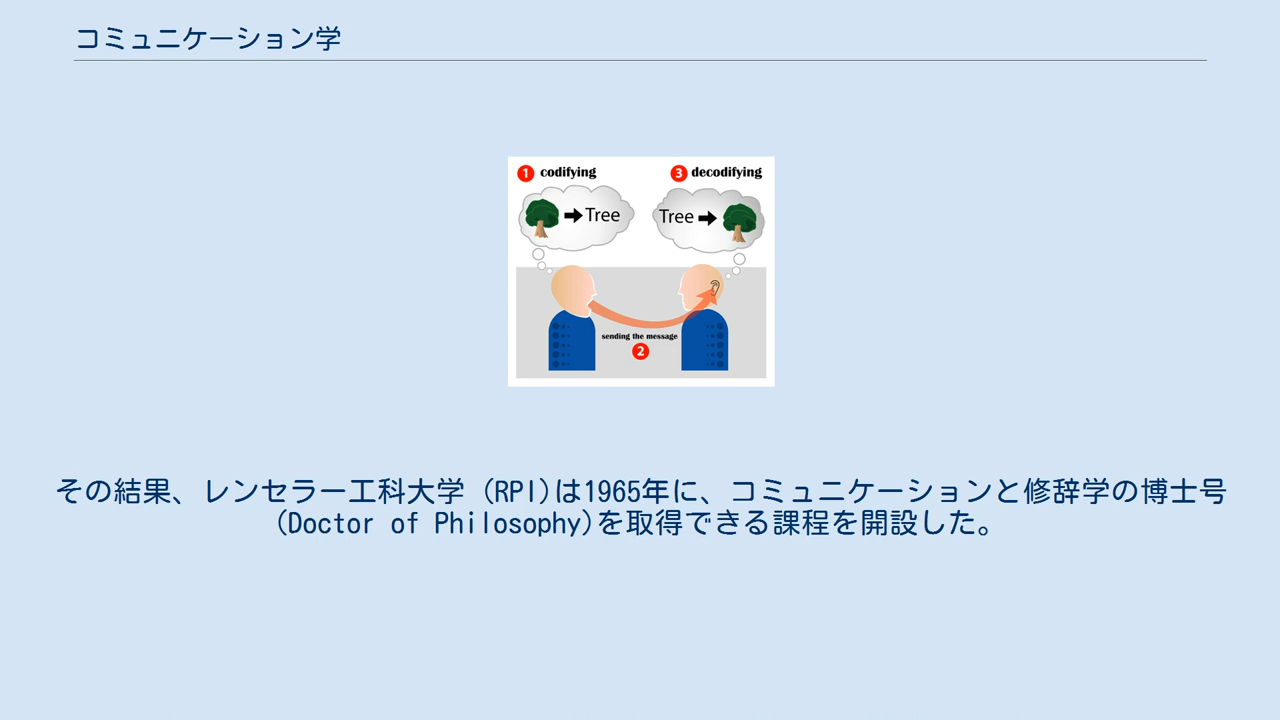 コミュニケーション学
1 codifying
3 decodifying
Tree
Tree
sending the message
2
その結果、レンセラー工科大学 (RPI)は1965年に、コミュニケーションと修辞学の博士号
(Doctor of Philosophy)を取得できる課程を開設した。